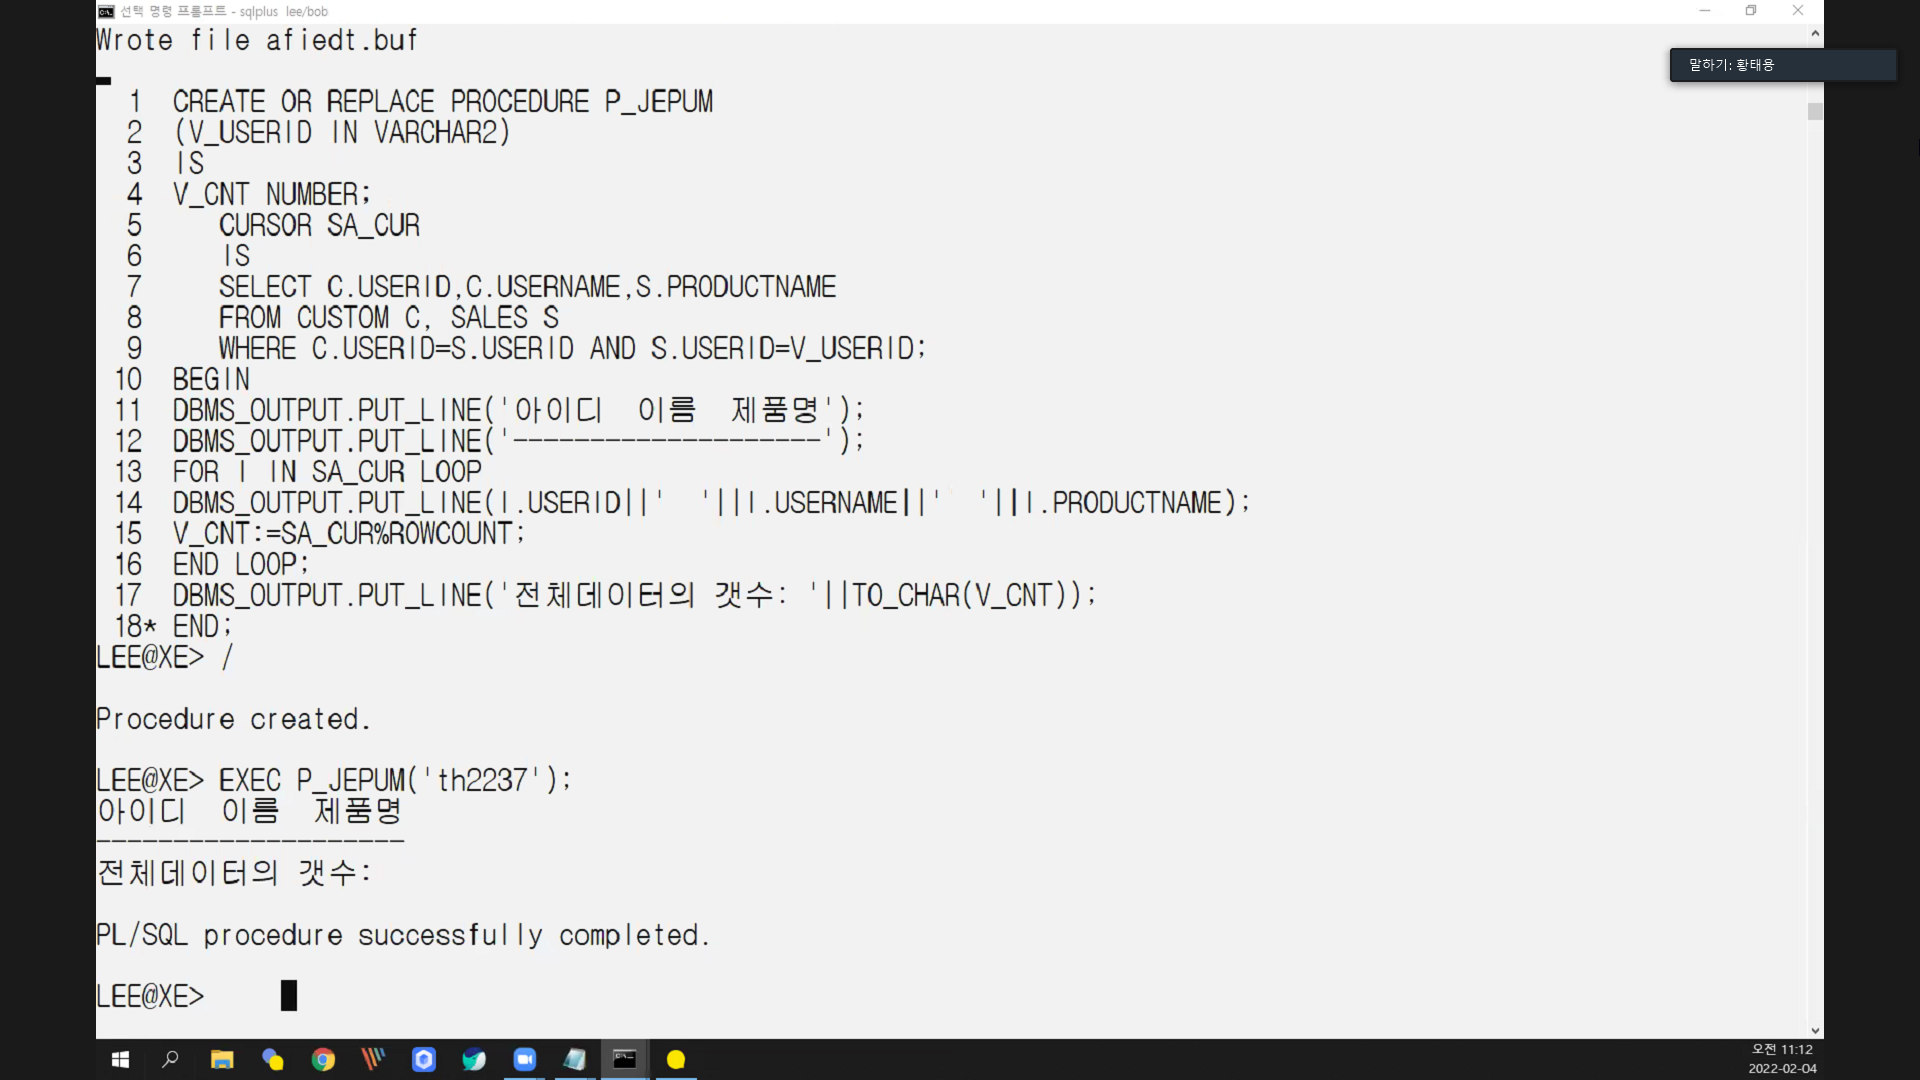 선택 명령 프롬프트 - sqlplus  lee/bob
Wrote file afiedt.buf
말하기: 황태용
1  CREATE OR REPLACE PROCEDURE P_JEPUM
2  (V_USERID IN VARCHAR2)
3  IS
4  V_CNT NUMBER;
5     CURSOR SA_CUR
6     IS
7     SELECT C.USERID,C.USERNAME,S.PRODUCTNAME
8     FROM CUSTOM C, SALES S
9     WHERE C.USERID=S.USERID AND S.USERID=V_USERID;
10  BEGIN
11  DBMS_OUTPUT.PUT_LINE('아이디  이름  제품명');
12  DBMS_OUTPUT.PUT_LINE('--------------------');
13  FOR I IN SA_CUR LOOP
14  DBMS_OUTPUT.PUT_LINE(I.USERID||'  '||I.USERNAME||'  '||I.PRODUCTNAME);
15  V_CNT:=SA_CUR%ROWCOUNT;
16  END LOOP;
17  DBMS_OUTPUT.PUT_LINE('전체데이터의 갯수: '||TO_CHAR(V_CNT));
18* END;
LEE@XE> /
Procedure created.
LEE@XE> EXEC P_JEPUM('th2237');
아이디  이름  제품명
--------------------
전체데이터의 갯수:
PL/SQL procedure successfully completed.
LEE@XE>
오전 11:12
2022-02-04